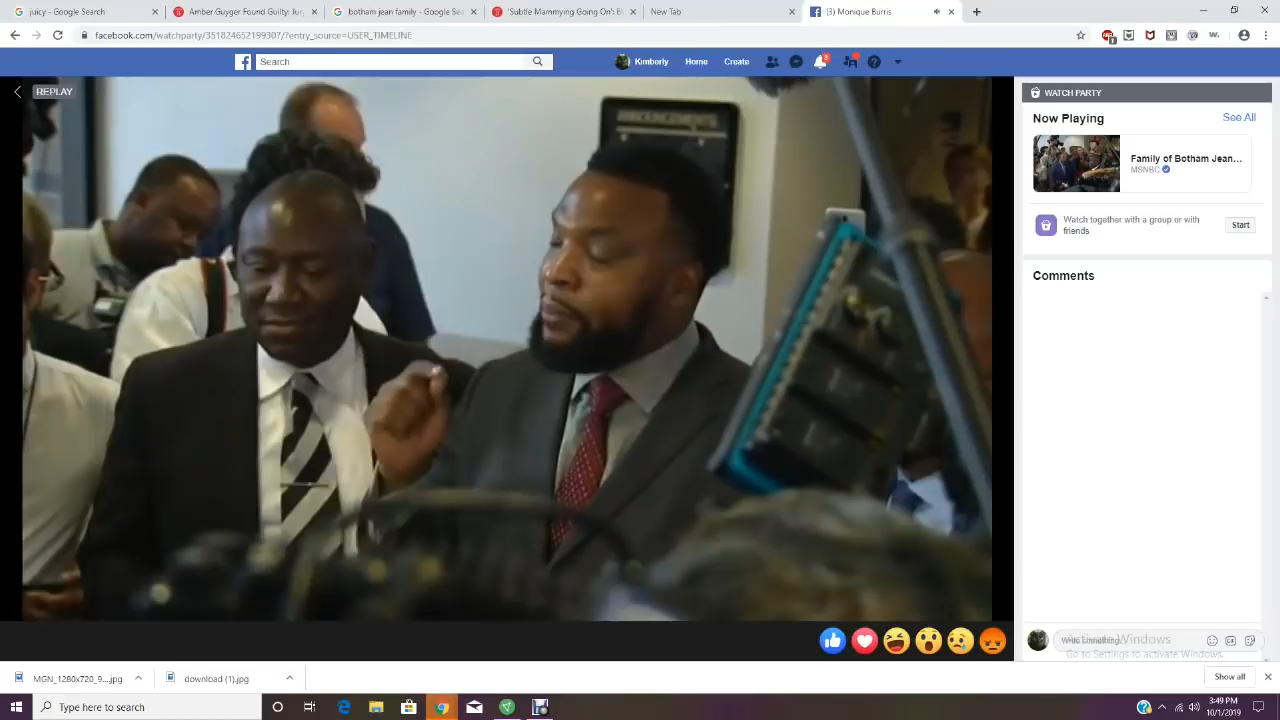 juicy - Google Search
Amber Guyger Found Guilty: Jury
botham jean family - Google Sea
'Subtle Mammying Going On': Bl
New Tab
(3) Monique Burris
facebook.com/watchparty/351824652199307/?entry_source=USER_TIMELINE
Search
Kimberly
Home
Create
REPLAY
ANNOUNCEMENTS
WATCH PARTY
Now Playing
See All
Family of Botham Jean...
MSNBC
Watch together with a group or with
friends
Start
Comments
Write something...
Activate Windows
Go to Settings to activate Windows.
MGN_1280x720_9....jpg
download (1).jpg
Show all
Type here to search
3:49 PM
10/1/2019